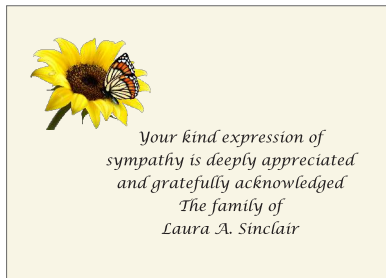 Your kind expression of
sympathy is deeply appreciated
and gratefully acknowledged
The family of
Laura A. Sinclair